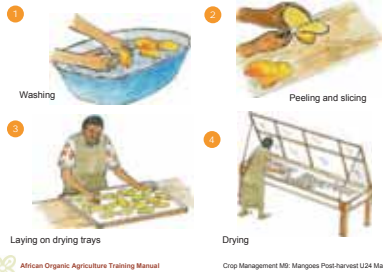 1
2
Washing
Peeling and slicing
3
4
Laying on drying trays
Drying
African Organic Agriculture Training Manual
Crop Management M9: Mangoes Post-harvest U24 Ma